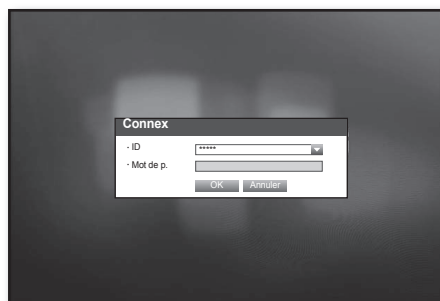 Connex
- ID
*****
- Mot de p.
OK Annuler